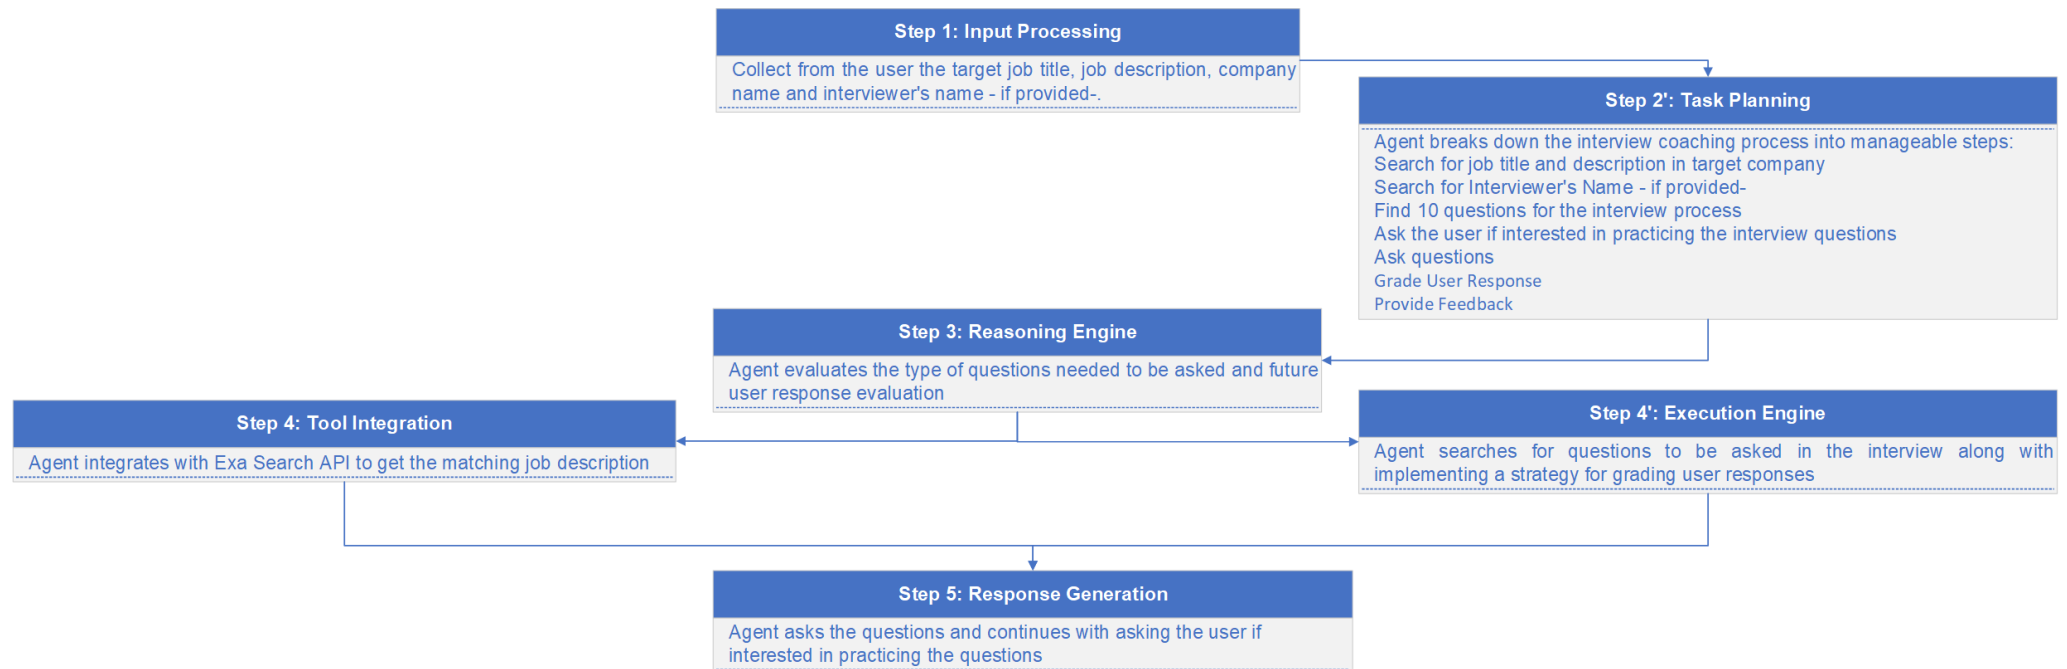 Step 1: Input Processing
Collect from the user the target job title, job description, company
name and interviewer's name - if provided-.
Step 2': Task Planning
Agent breaks down the interview coaching process into manageable steps:
Search for job title and description in target company
Search for Interviewer's Name - if provided-
Find 10 questions for the interview process
Ask the user if interested in practicing the interview questions
Ask questions
Grade User Response
Provide Feedback
Step 3: Reasoning Engine
Agent evaluates the type of questions needed to be asked and future
user response evaluation
Step 4: Tool Integration
Agent integrates with Exa Search API to get the matching job description
Step 4': Execution Engine
Agent searches for questions to be asked in the interview along with
implementing a strategy for grading user responses
Step 5: Response Generation
Agent asks the questions and continues with asking the user if
interested in practicing the questions